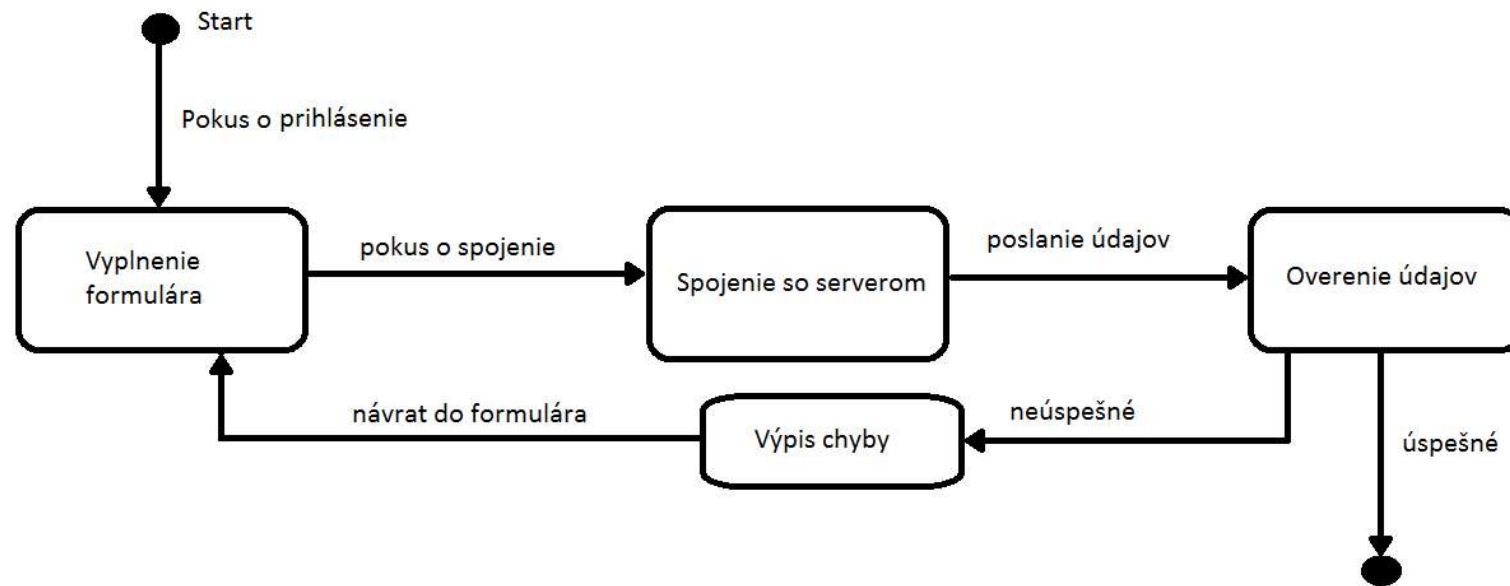 Start
Pokus o prihlásenie
Vyplnenie
formulára
pokus o spojenie
Spojenie so serverom
poslanie údajov
Overenie údajov
návrat do formulára
Výpis chyby
neúspešné
úspešné